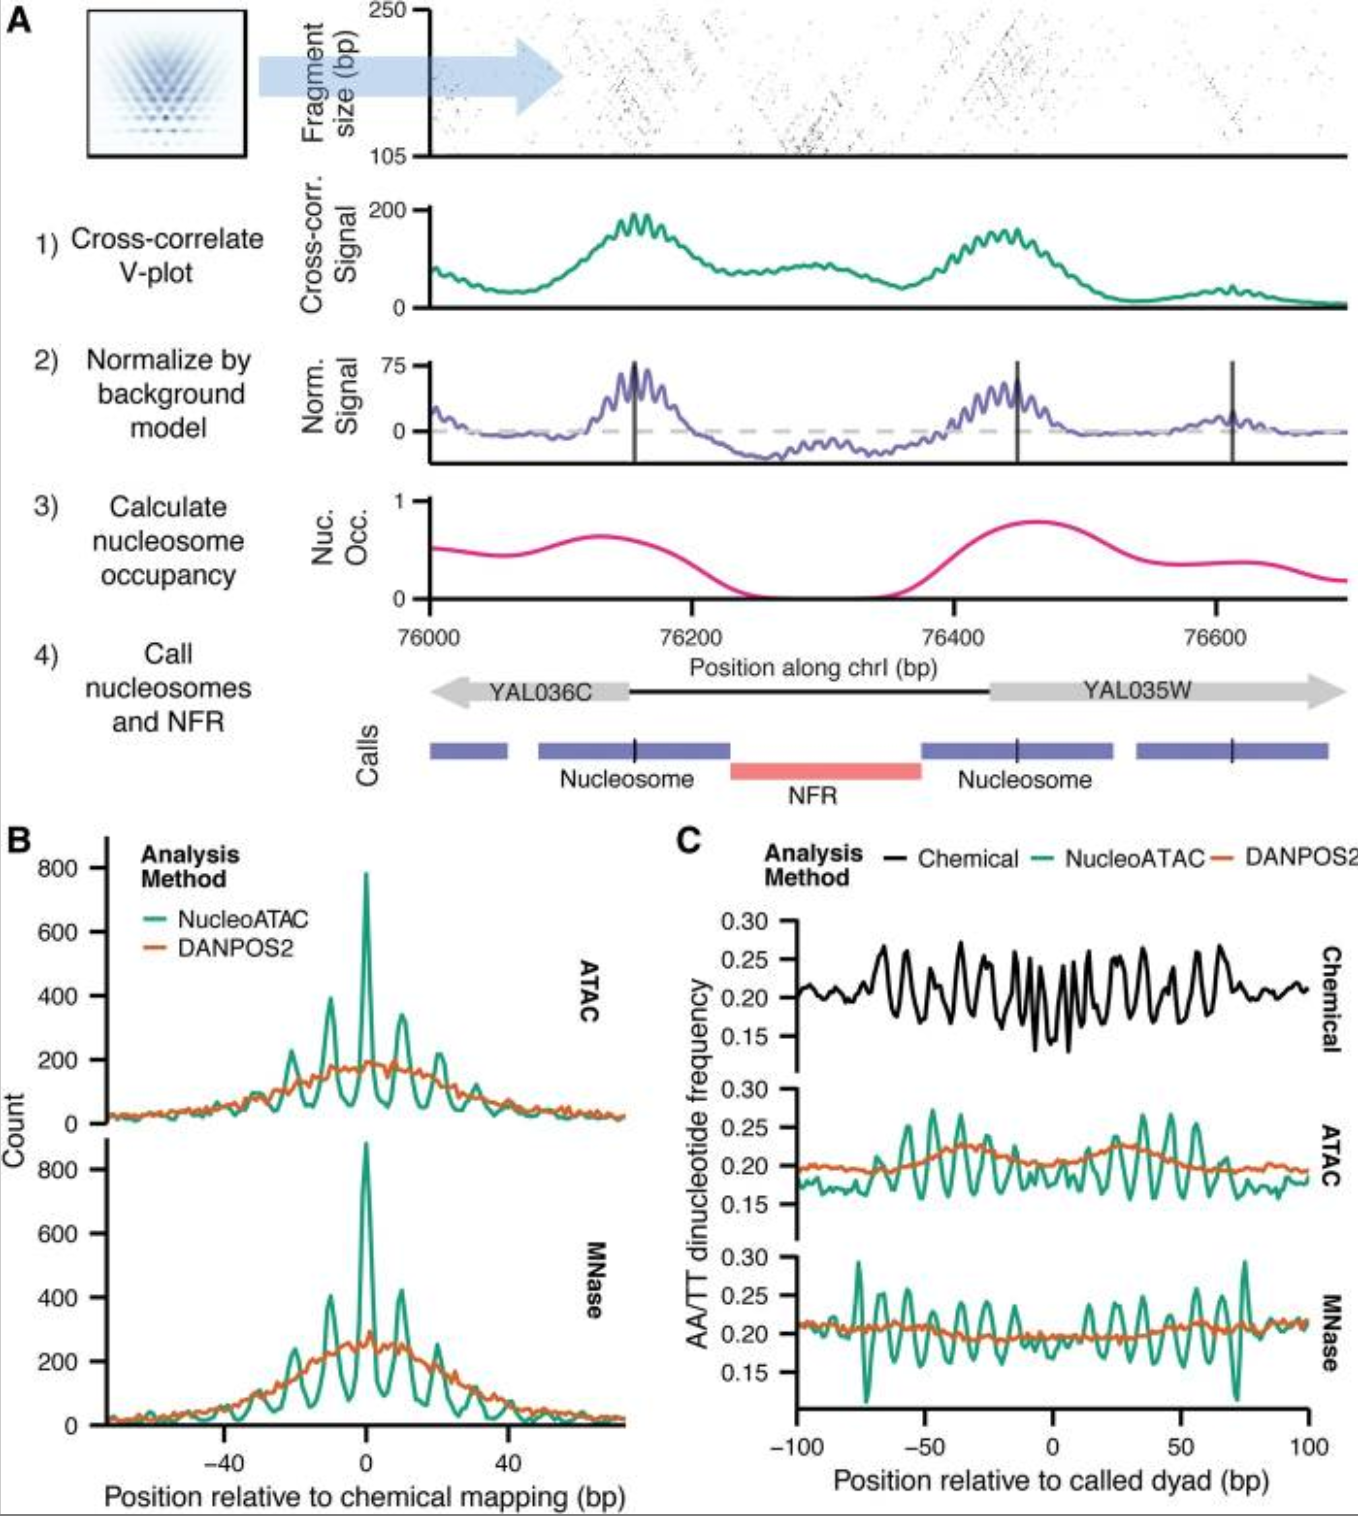 A
250
Fragment
size (bp)
105
1) Cross-correlate
V-plot
Cross-corr.
Signal
200
0
2) Normalize by
background
model
Norm.
Signal
75
0
3) Calculate
nucleosome
occupancy
Nuc.
Occ.
1
0
76000 76200 76400 76600
Position along chrI (bp)
4) Call
nucleosomes
and NFR
YAL036C YAL035W
Calls
Nucleosome Nucleosome
NFR
B
Analysis
Method
NucleoATAC
DANPOS2
800
600
400
200
0
ATAC
Count
800
600
400
200
0
MNase
−40 0 40
Position relative to chemical mapping (bp)
C
Analysis
Method
Chemical NucleoATAC DANPOS2
AA/TT dinucleotide frequency
0.30
0.25
0.20
0.15
Chemical
0.30
0.25
0.20
0.15
ATAC
0.30
0.25
0.20
0.15
MNase
−100 −50 0 50 100
Position relative to called dyad (bp)